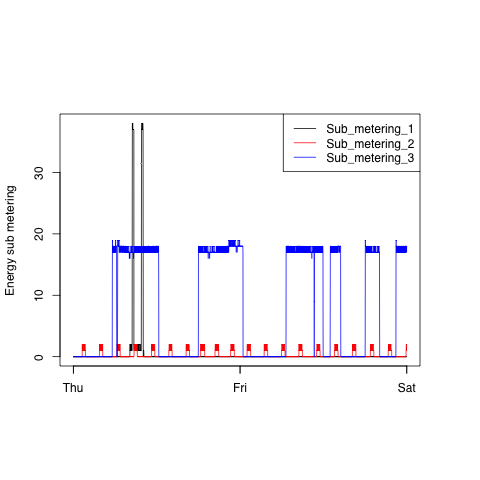 Sub_metering_1
Sub_metering_2
Sub_metering_3
Energy sub metering
30
20
10
0
Thu Fri Sat